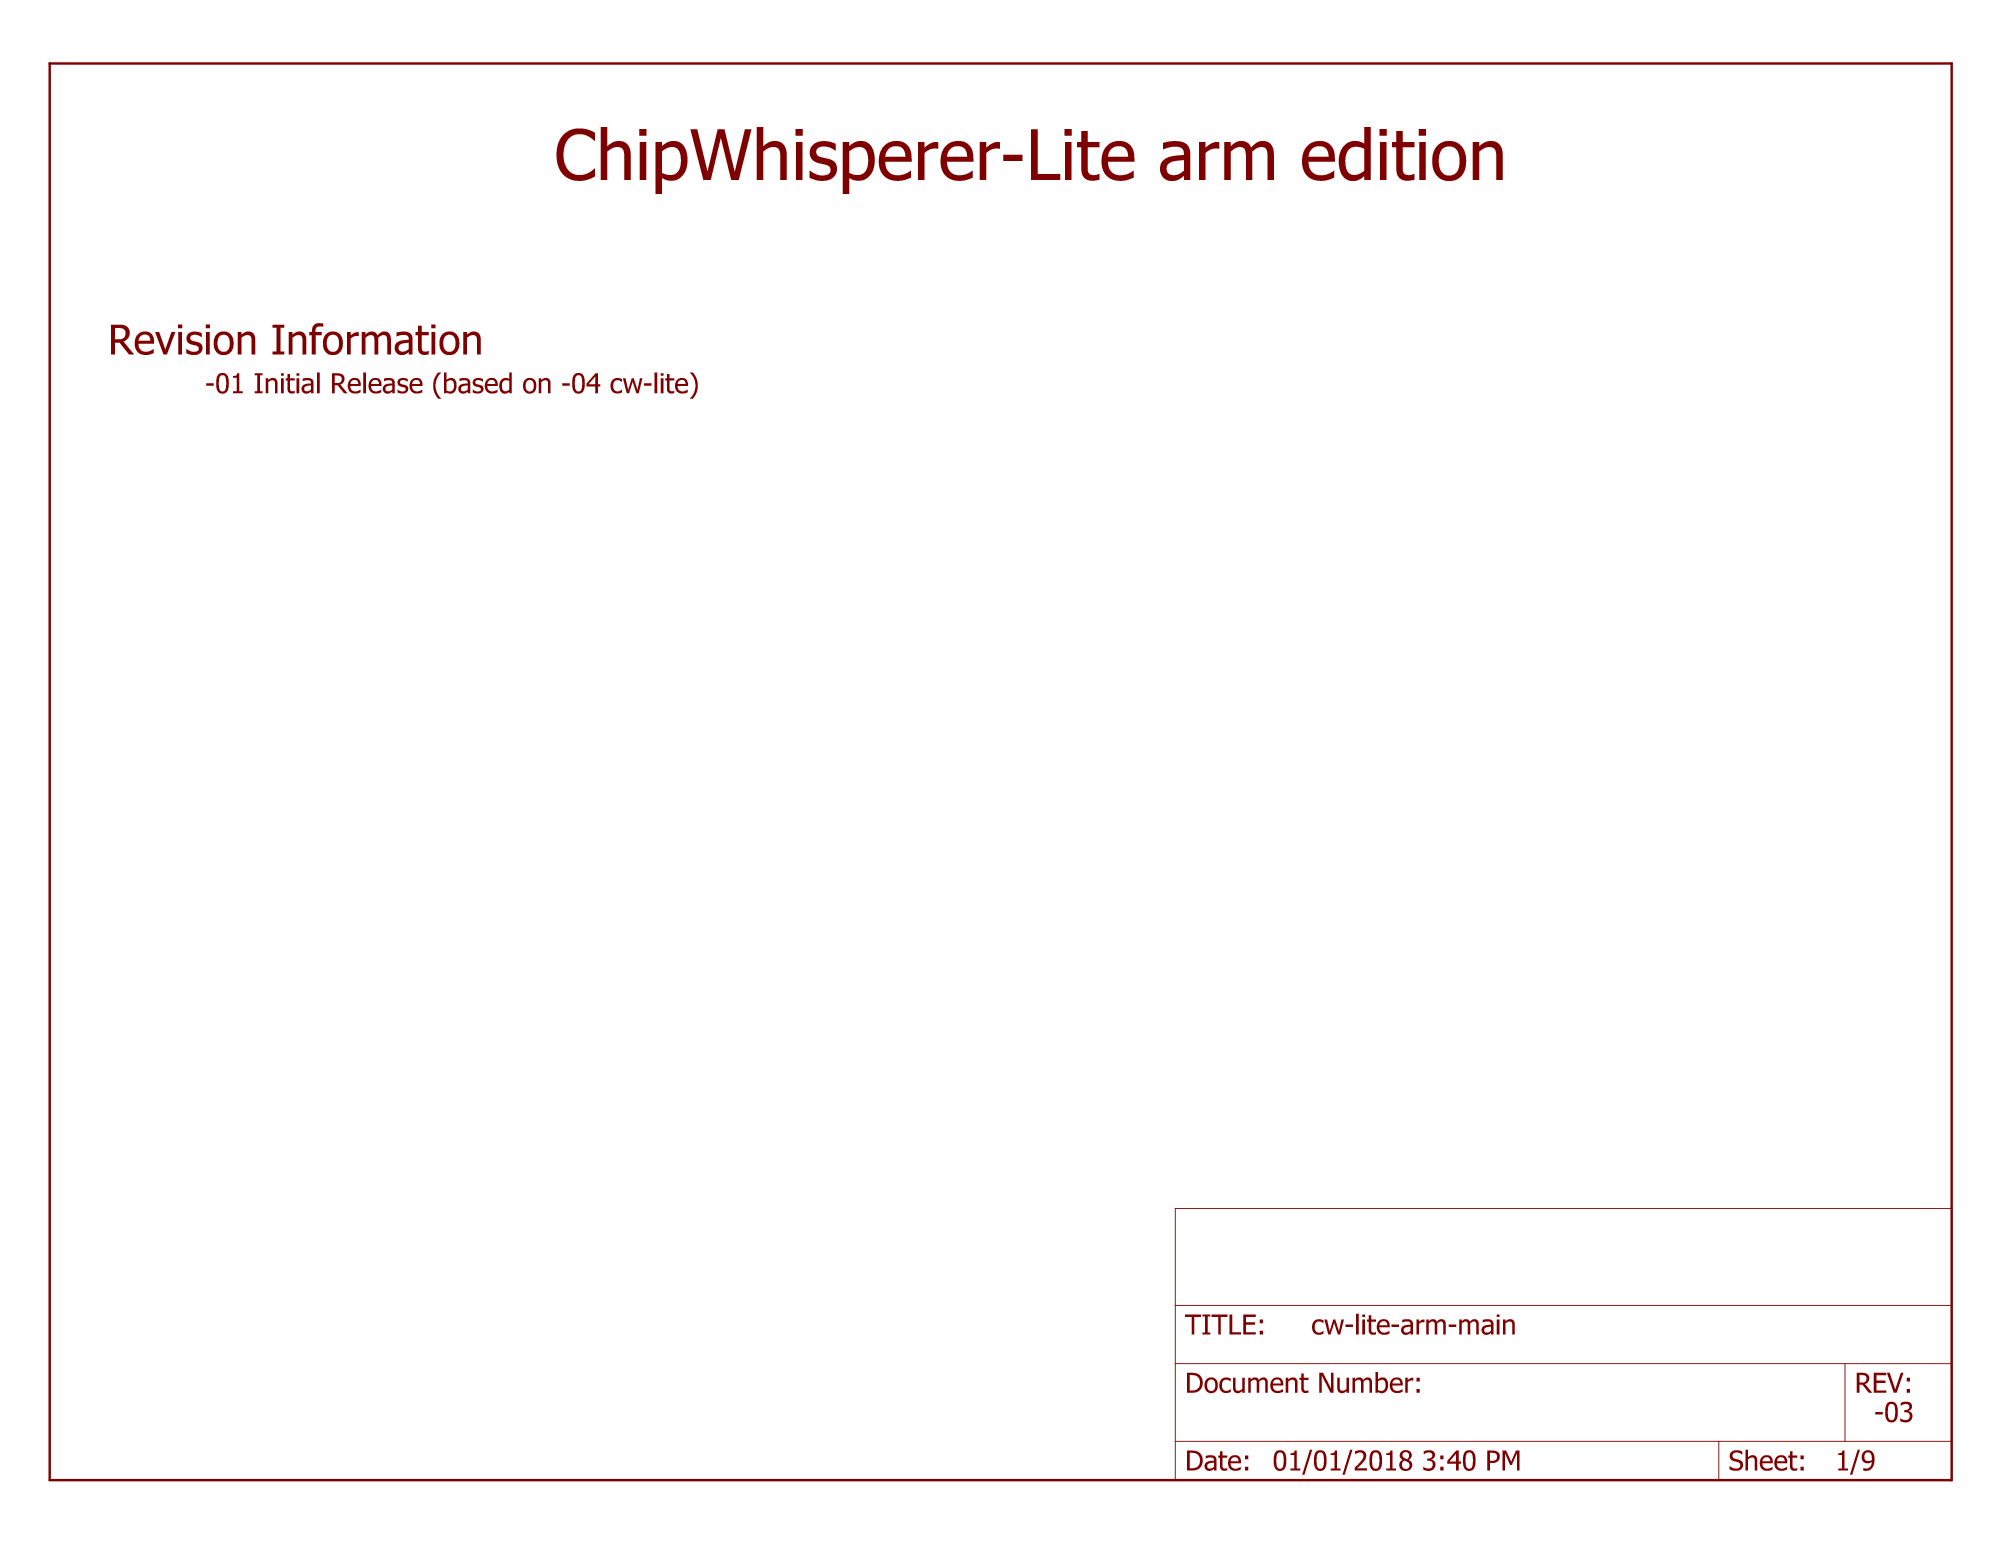 ChipWhisperer-Lite arm edition
Revision Information
-01 Initial Release (based on -04 cw-lite)
TITLE: cw-lite-arm-main
Document Number:
REV:
-03
Date: 01/01/2018 3:40 PM
Sheet: 1/9